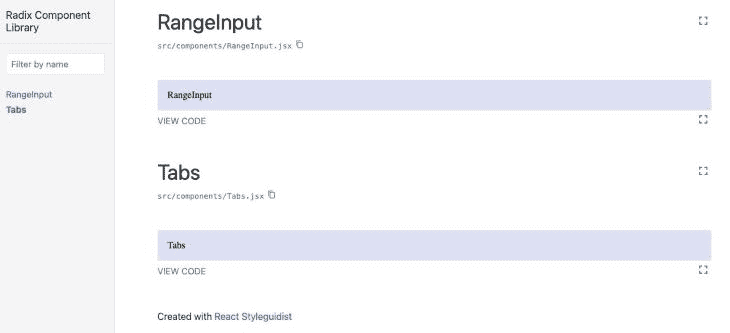 Radix Component
Library
Filter by name
RangeInput
Tabs
RangeInput
src/components/RangeInput.jsx
RangeInput
VIEW CODE
Tabs
src/components/Tabs.jsx
Tabs
VIEW CODE
Created with React Styleguidist